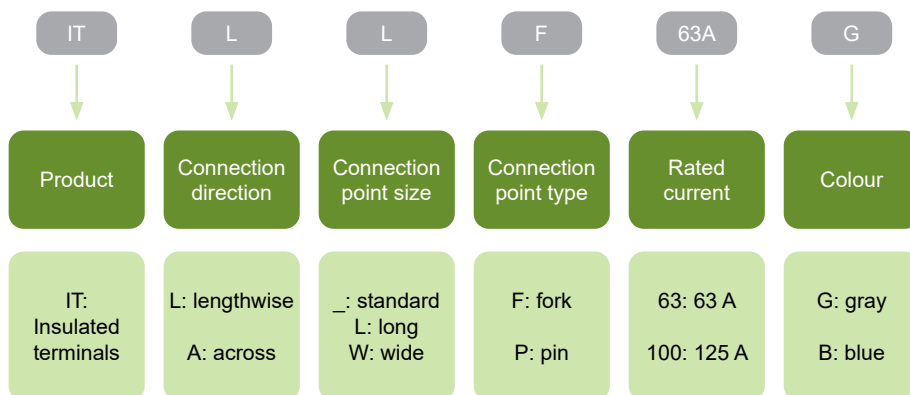 IT
L
L
F
63A
G
Product
Connection
direction
Connection
point size
Connection
point type
Rated
current
Colour
IT:
Insulated
terminals
L: lengthwise
A: across
_: standard
L: long
W: wide
F: fork
P: pin
63: 63 A
100: 125 A
G: gray
B: blue